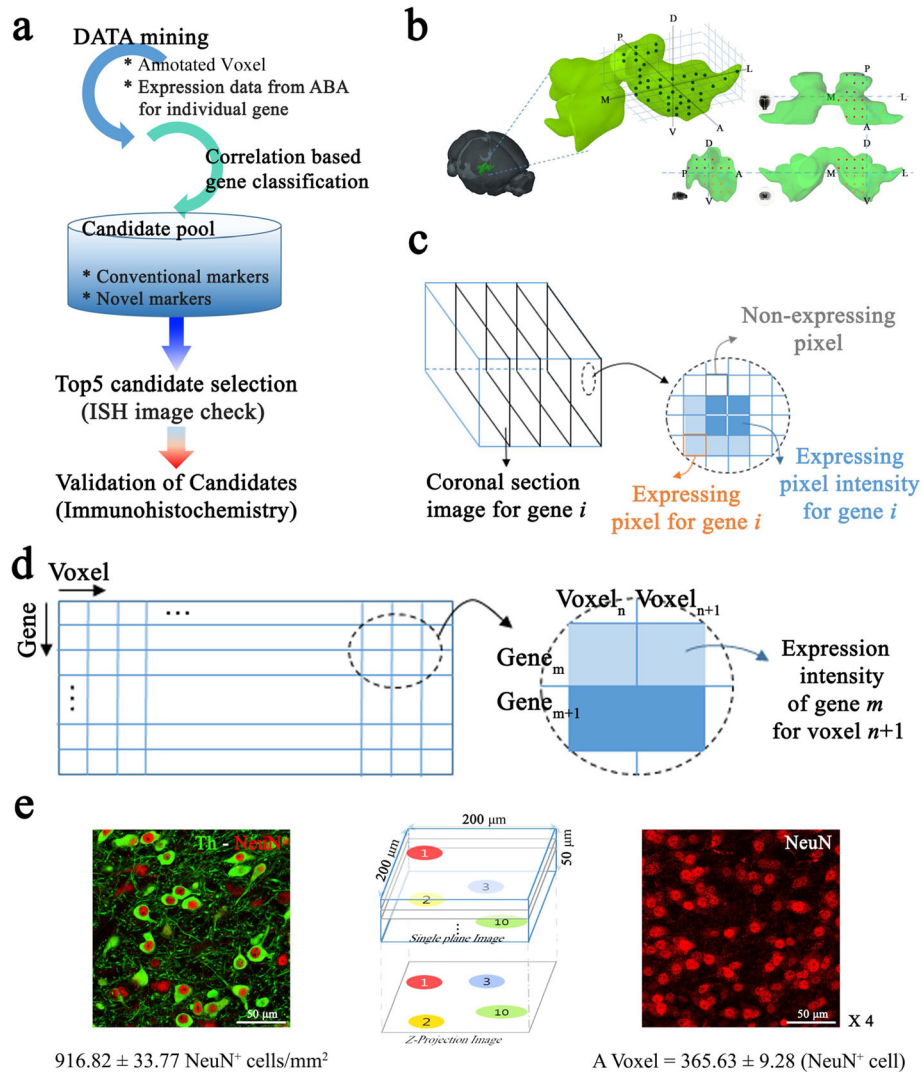 a
DATA mining
* Annotated Voxel
* Expression data from ABA
for individual gene
Correlation based
gene classification
Candidate pool
* Conventional markers
* Novel markers
Top5 candidate selection
(ISH image check)
Validation of Candidates
(Immunohistochemistry)
b
D
P
L
M
V
A
P
M
L
A
D
P
A
V
D
M
L
V
c
Non-expressing
pixel
Coronal section
image for gene i
Expressing
pixel for gene i
Expressing
pixel intensity
for gene i
d
Voxel
Gene
...
...
Voxeln Voxeln+1
Genem
Genem+1
Expression
intensity
of gene m
for voxel n+1
e
Th - NeuN
50 μm
916.82 ± 33.77 NeuN⁺ cells/mm²
200 μm
200 μm
50 μm
1
3
2
10
...
Single plane Image
1
3
10
2
Z-Projection Image
NeuN
50 μm
X 4
A Voxel = 365.63 ± 9.28 (NeuN⁺ cell)